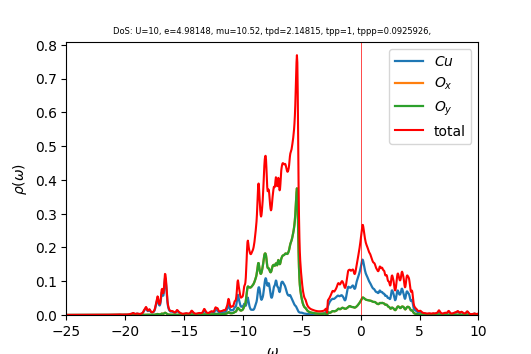 DoS: U=10, e=4.98148, mu=10.52, tpd=2.14815, tpp=1, tppp=0.0925926,
0.8
0.7
0.6
0.5
0.4
0.3
0.2
0.1
0.0
ρ(ω)
Cu
O_x
O_y
total
−25 −20 −15 −10 −5 0 5 10
ω